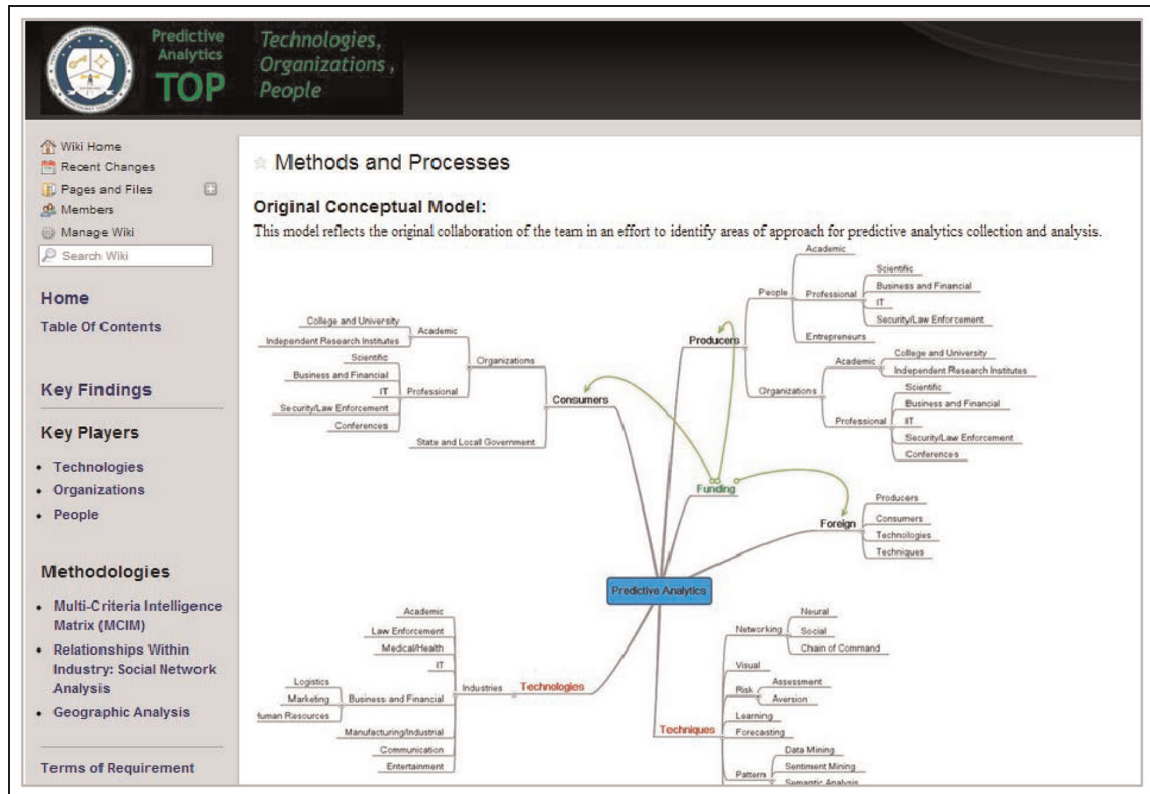 Predictive
Analytics
TOP
Technologies,
Organizations ,
People
Wiki Home
Recent Changes
Pages and Files
Members
Manage Wiki
Search Wiki
Home
Table Of Contents
Key Findings
Key Players
• Technologies
• Organizations
• People
Methodologies
• Multi-Criteria Intelligence
Matrix (MCIM)
• Relationships Within
Industry: Social Network
Analysis
• Geographic Analysis
Terms of Requirement
Methods and Processes
Original Conceptual Model:
This model reflects the original collaboration of the team in an effort to identify areas of approach for predictive analytics collection and analysis.
College and University
Independent Research Institutes
Academic
Scientific
Business and Financial
IT
Security/Law Enforcement
Conferences
Professional
Organizations
State and Locall Government
Consumers
Producers
People
Academic
Professional
Scientific
Business and Financial
IT
Security/Law Enforcement
Entrepreneurs
Organizations
Academic
College and University
Independent Research Institutes
Professional
Scientific
Business and Financial
IT
Security/Law Enforcement
Conferences
Funding
Foreign
Producers
Consumers
Technologies
Techniques
Predictive Analytics
Academic
Law Enforcement
Medical/Health
IT
Logistics
Marketing
Human Resources
Business and Financial
Manufacturing/Industrial
Communication
Entertainment
Industries
Technologies
Techniques
Networking
Neural
Social
Chain of Command
Visual
Risk
Assessment
Aversion
Learning
Forecasting
Pattern
Data Mining
Sentiment Mining
Semantic Analysis